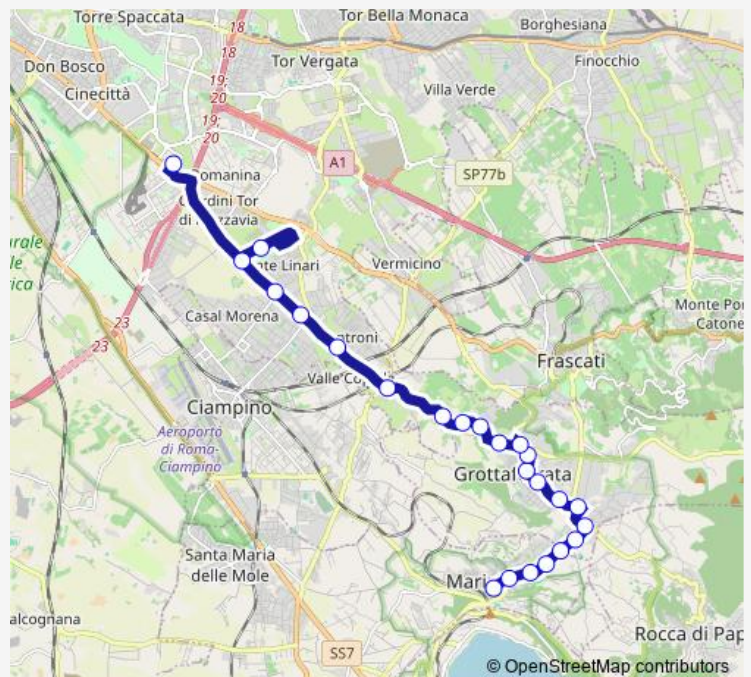 Torre Spaccata
18
18
Tor Bella Monaca
Borghesiana
Don Bosco
Tor Vergata
Finocchio
Cinecittà
19;
20
Villa Verde
19;
20
A1
SP77b
Vermicino
Casal Morena
23
23
Monte Por
Catone
Frascati
Ciampino
Aeroporto
di Roma-
Ciampino
Santa Maria
delle Mole
alcognana
SS7
Rocca di Pap
© OpenStreetMap contributors